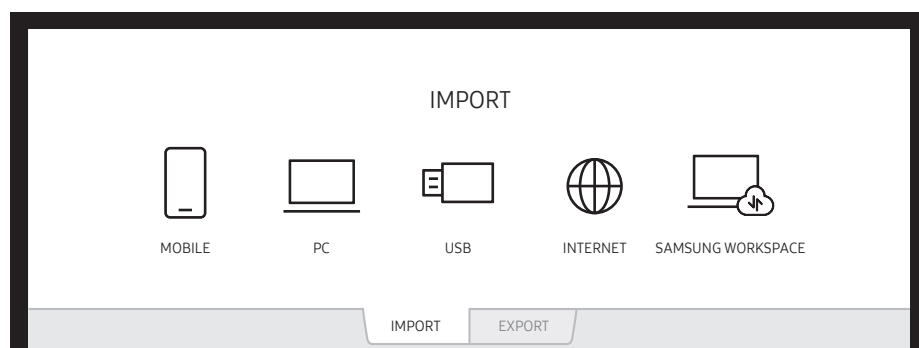 IMPORT
MOBILE PC USB INTERNET SAMSUNG WORKSPACE
IMPORT EXPORT